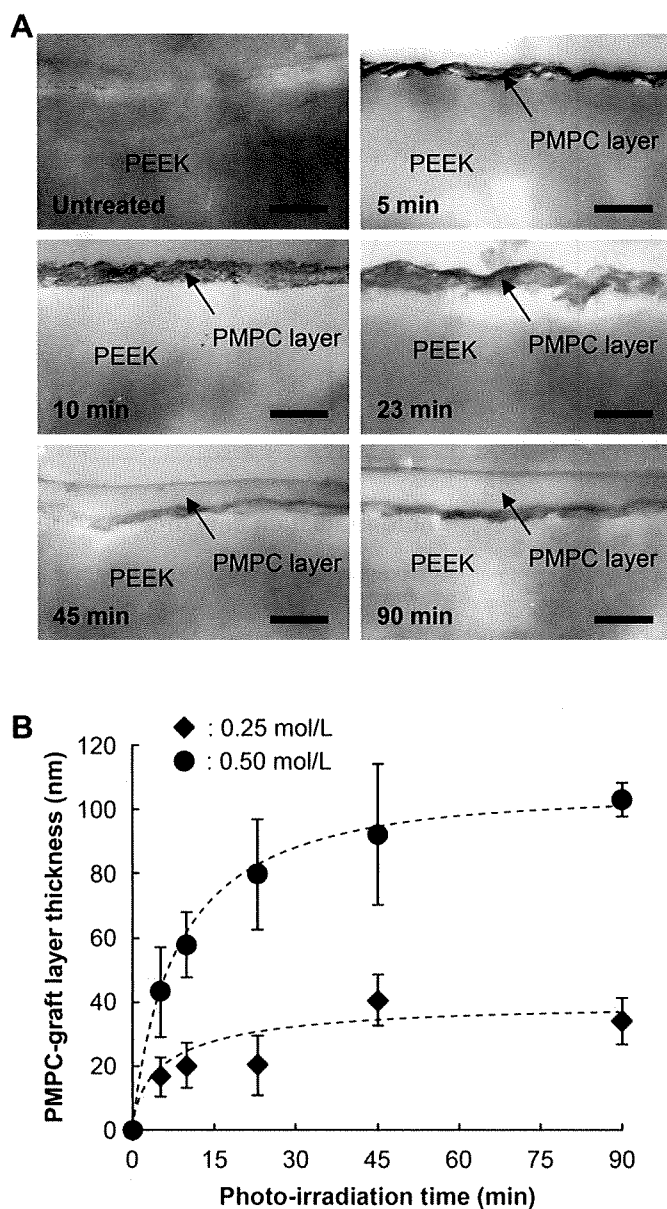 A
PEEK
Untreated
PEEK
PMPC layer
5 min
PEEK
PMPC layer
10 min
PEEK
PMPC layer
23 min
PEEK
PMPC layer
45 min
PEEK
PMPC layer
90 min
B
◆ : 0.25 mol/L
● : 0.50 mol/L
PMPC-graft layer thickness (nm)
120
100
80
60
40
20
0
0 15 30 45 60 75 90
Photo-irradiation time (min)